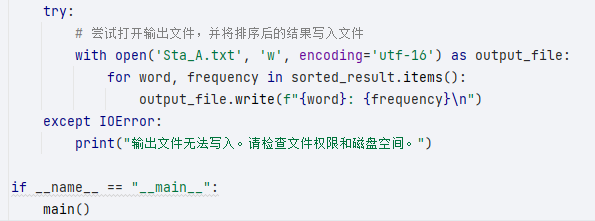 try:
# 尝试打开输出文件，并将排序后的结果写入文件
with open('Sta_A.txt', 'w', encoding='utf-16') as output_file:
for word, frequency in sorted_result.items():
output_file.write(f"{word}: {frequency}\n")
except IOError:
print("输出文件无法写入。请检查文件权限和磁盘空间。")
if __name__ == "__main__":
main()